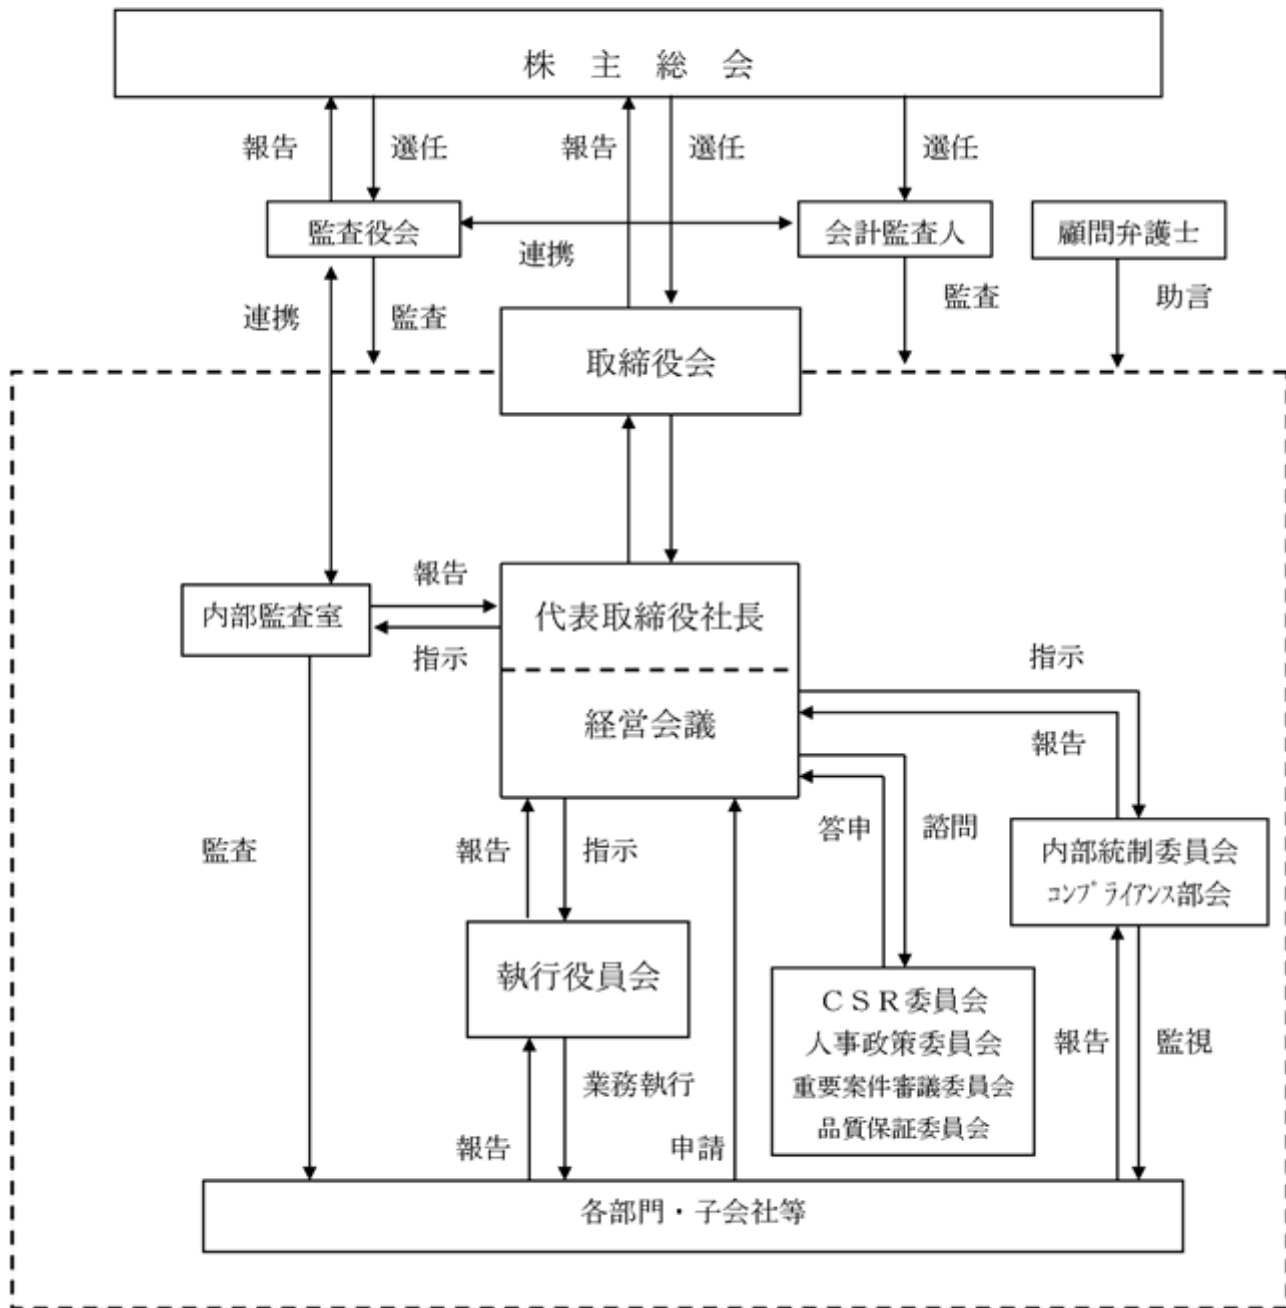 株　主　総　会
報告
選任
報告
選任
選任
監査役会
会計監査人
顧問弁護士
連携
連携
監査
監査
助言
取締役会
内部監査室
報告
指示
代表取締役社長
経営会議
指示
報告
監査
報告
指示
答申
諮問
内部統制委員会
コンプライアンス部会
執行役員会
ＣＳＲ委員会
人事政策委員会
重要案件審議委員会
品質保証委員会
報告
監視
業務執行
報告
申請
各部門・子会社等